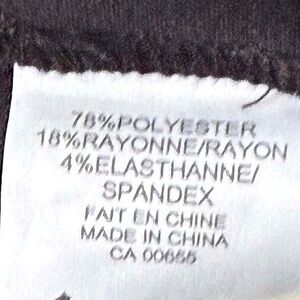 78%POLYESTER
18%RAYONNE/RAYON
4%ELASTHANNE/
SPANDEX
FAIT EN CHINE
MADE IN CHINA
CA 00655